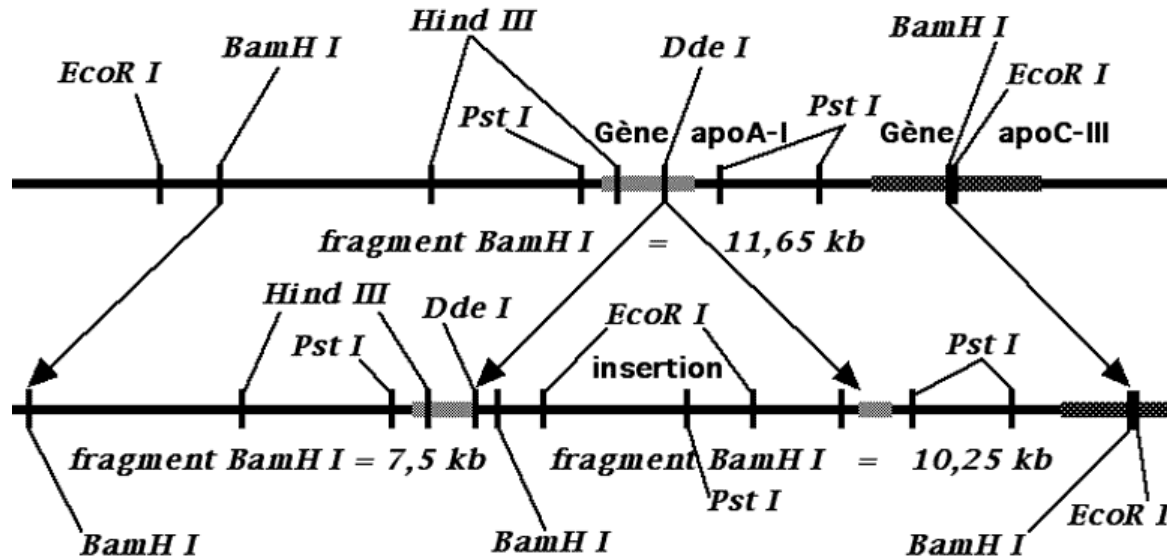 Hind III
BamH I
BamH I
Dde I
EcoR I
EcoR I
Pst I
Gène apoA-I
Pst I
Gène apoC-III
fragment BamH I = 11,65 kb
Hind III
Dde I
EcoR I
Pst I
Pst I
insertion
fragment BamH I = 7,5 kb
fragment BamH I = 10,25 kb
Pst I
EcoR I
BamH I
BamH I
BamH I